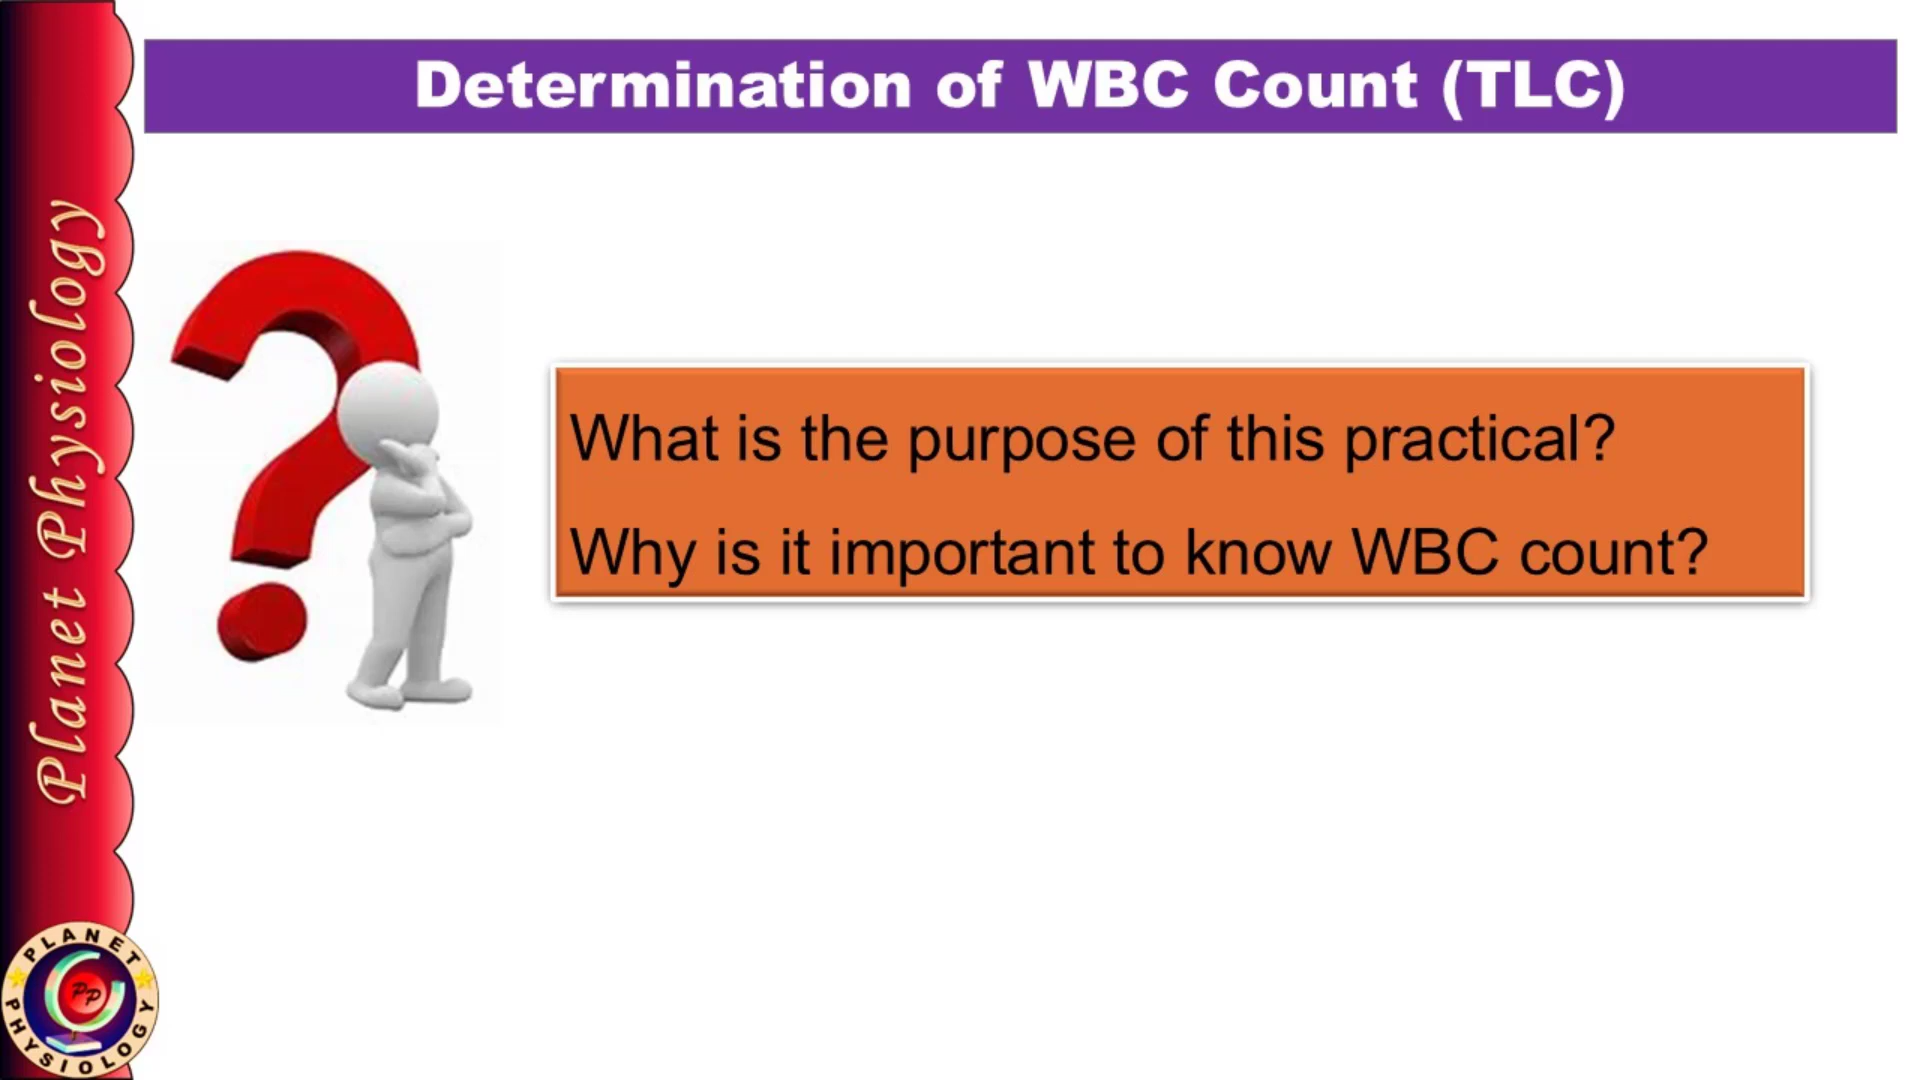 Determination of WBC Count (TLC)
What is the purpose of this practical?
Why is it important to know WBC count?
Planet Physiology
PLANET
PHYSIOLOGY
PP